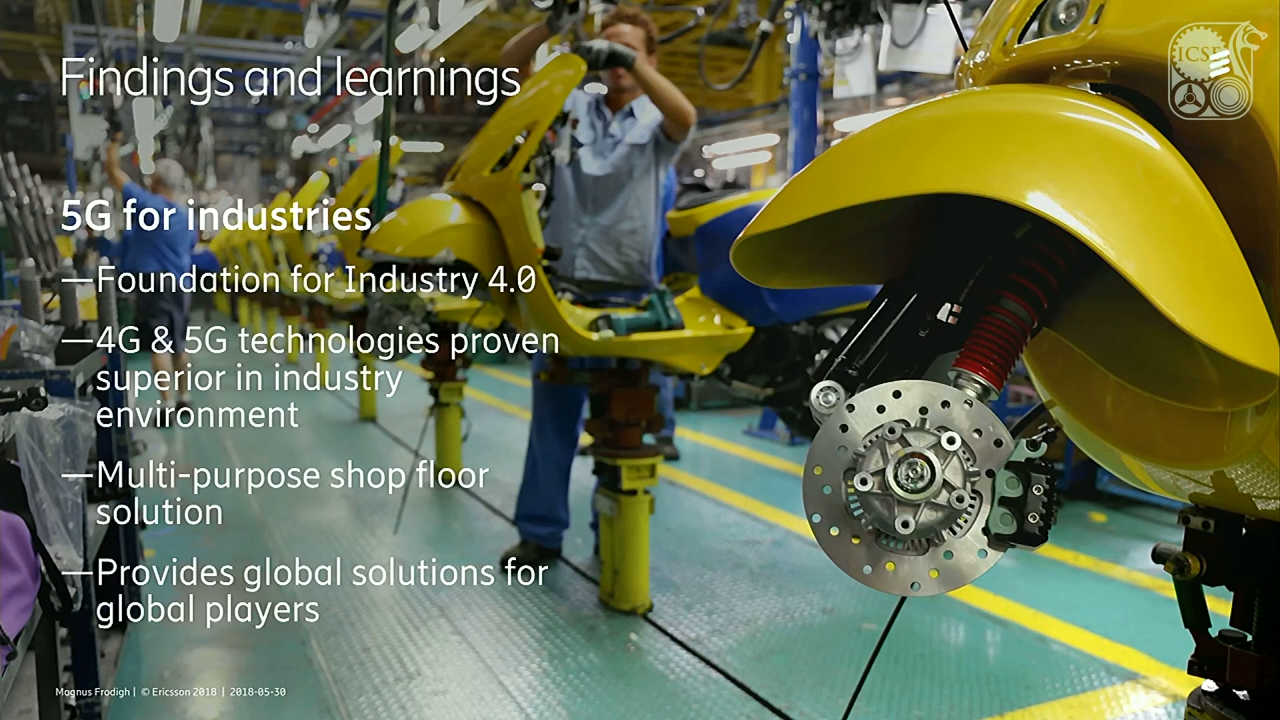 Findings and learnings
5G for industries
—Foundation for Industry 4.0
—4G & 5G technologies proven
superior in industry
environment
—Multi-purpose shop floor
solution
—Provides global solutions for
global players
Magnus Frodigh | © Ericsson 2018 | 2018-05-30